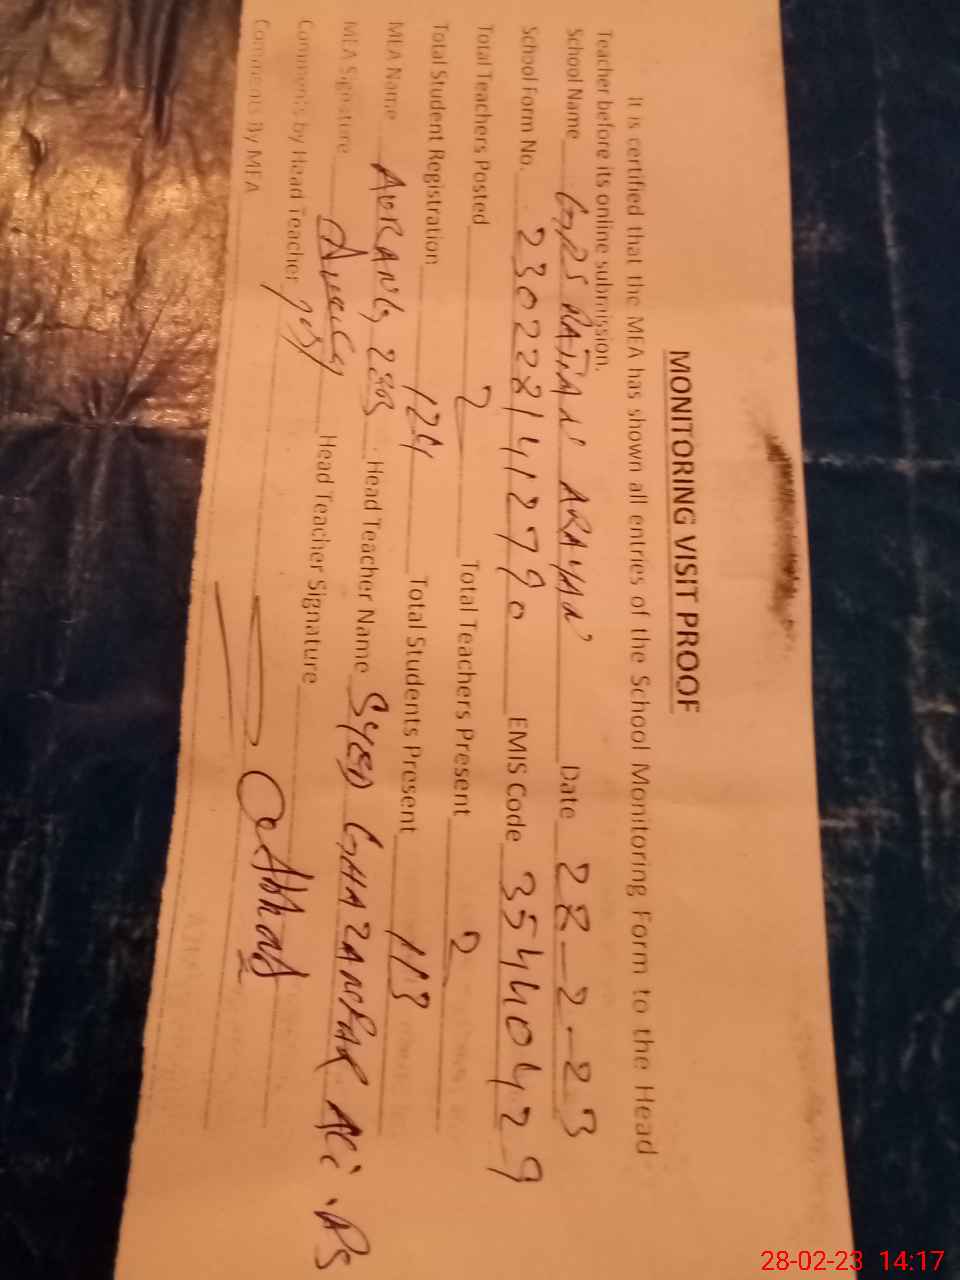 MONITORING VISIT PROOF
It is certified that the MEA has shown all entries of the School Monitoring Form to the Head
Teacher before its online submission.
School Name GPS ARAYAN Date 28-2-23
School Form No. EMIS Code 35440429
Total Teachers Posted 2 Total Teachers Present 2
Total Student Registration 124 Total Students Present 113
MEA Name AURANG ZEB Head Teacher Name SYED GHAZANFAR ALI
MEA Signature Head Teacher Signature
Comments by Head Teacher
Comments By MEA
28-02-23 14:17